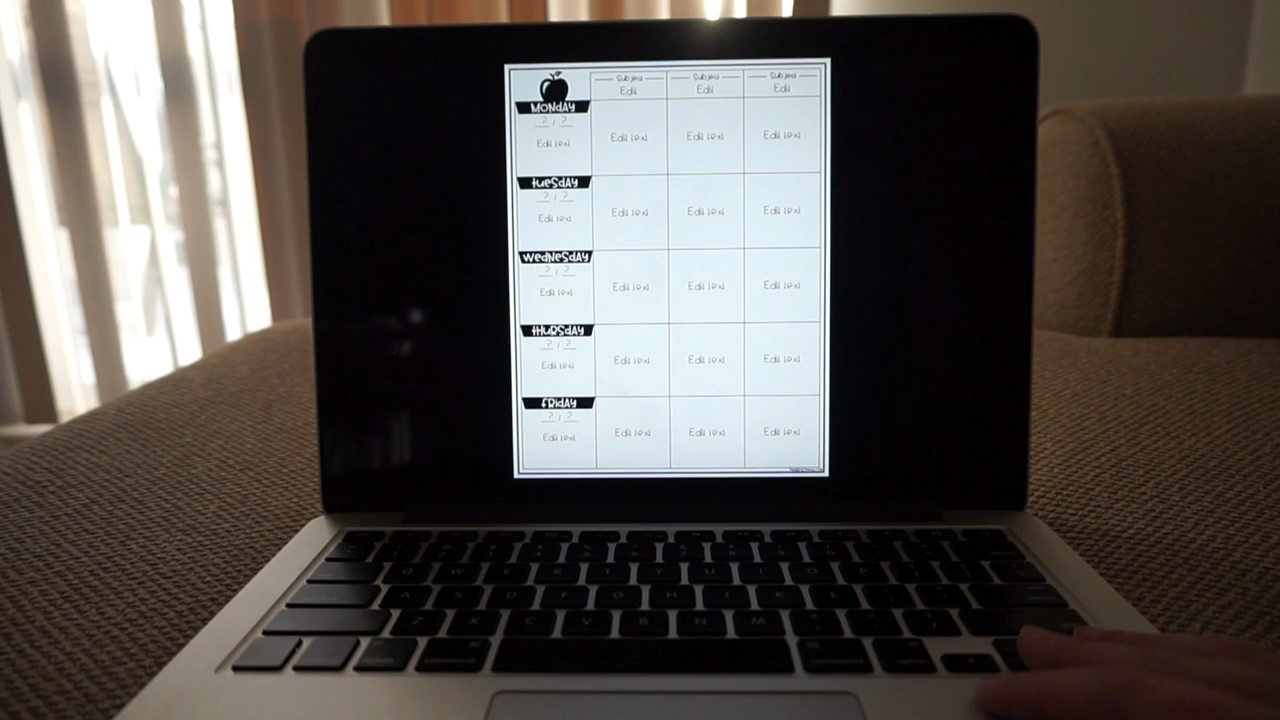 Subject Subject Subject
Edit Edit Edit
MONDAY
? / ?
Edit text Edit text Edit text Edit text
tUeSdAY
? / ?
Edit text Edit text Edit text Edit text
WedNeSdAY
? / ?
Edit text Edit text Edit text Edit text
tHURSdAY
? / ?
Edit text Edit text Edit text Edit text
fRidAY
? / ?
Edit text Edit text Edit text Edit text
Q W E R T Y U I O P
A S D F G H J K L
Z X C V B N M